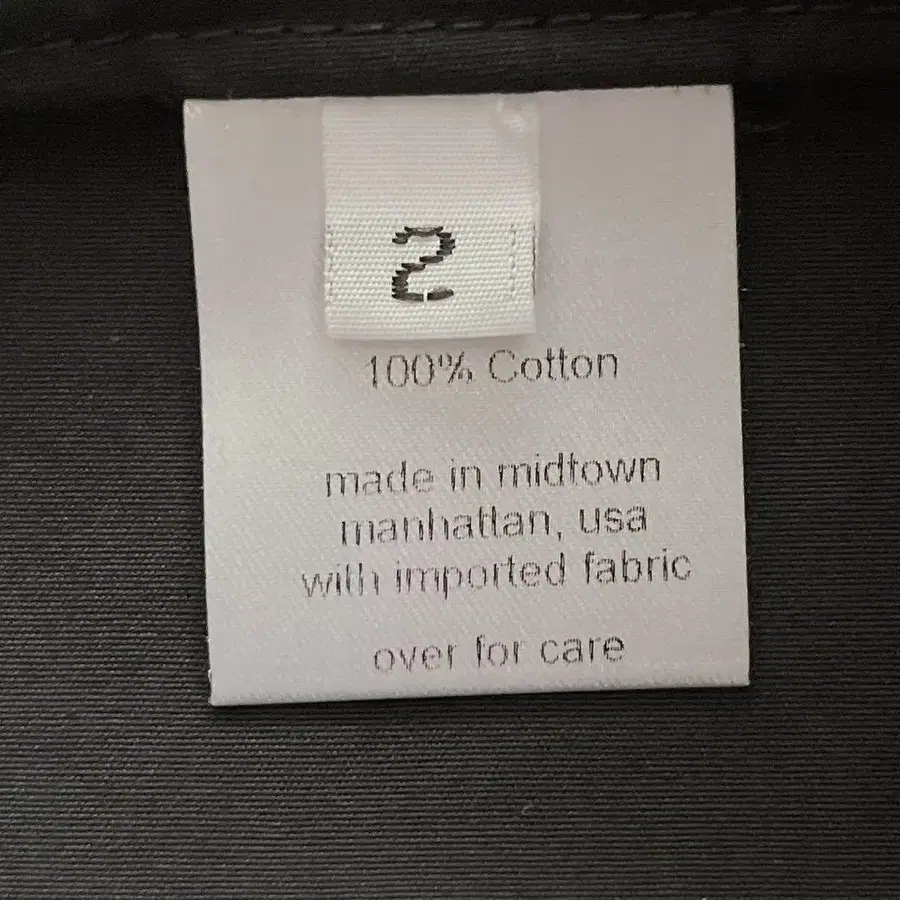 2
100% Cotton
made in midtown
manhattan, usa
with imported fabric
over for care